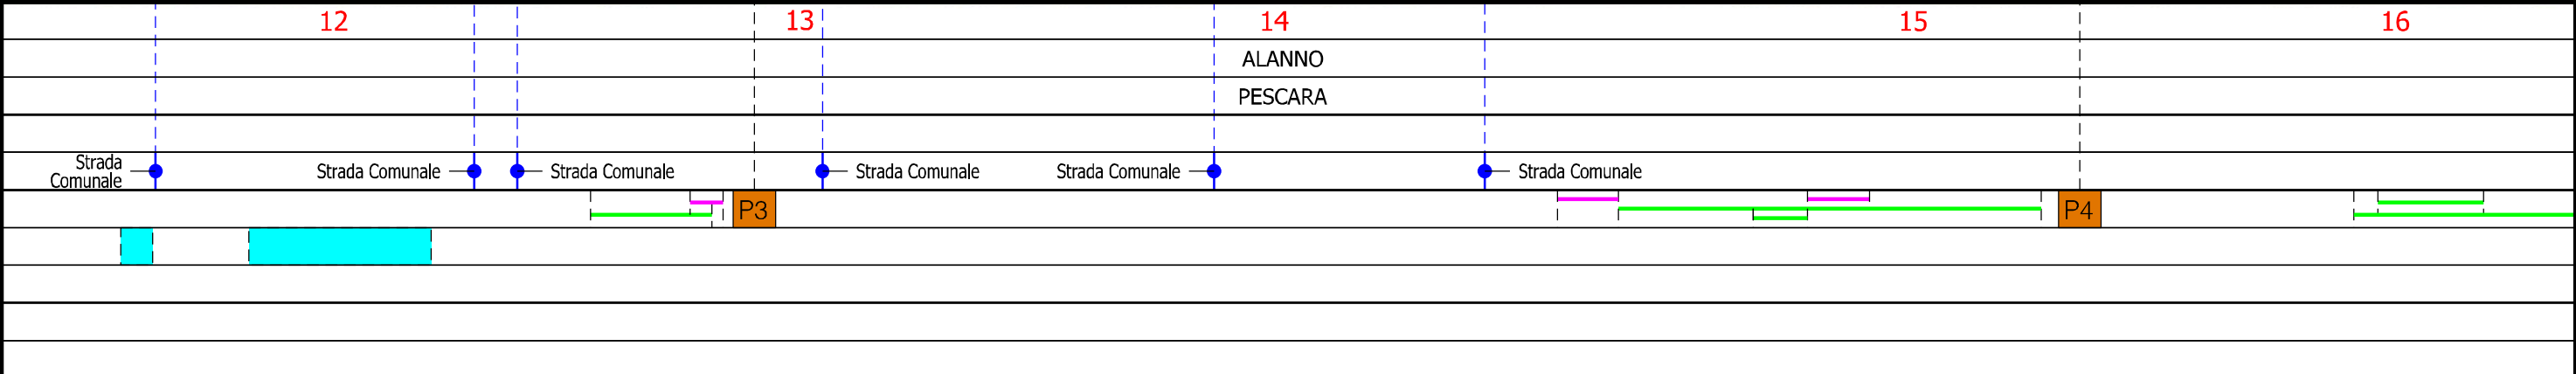 12 13 14 15 16
ALANNO
PESCARA
Strada
Comunale
Strada Comunale
Strada Comunale
Strada Comunale
Strada Comunale
Strada Comunale
P3
P4